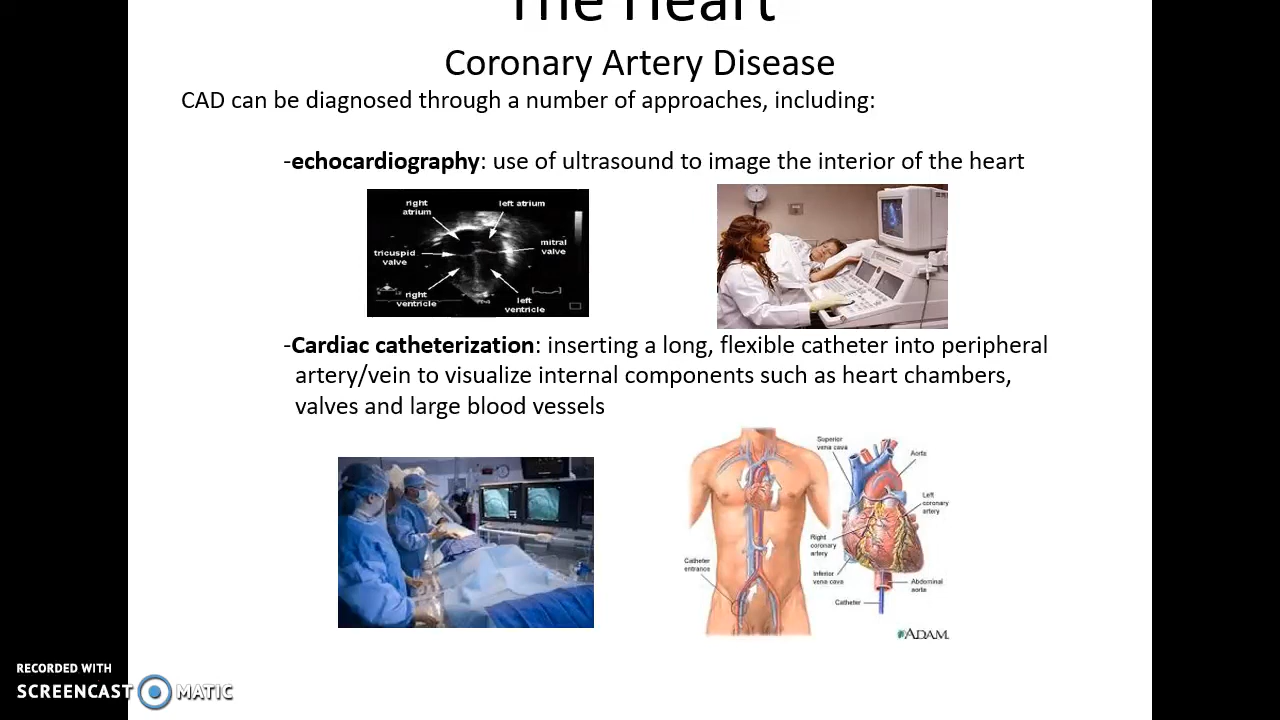 The Heart
Coronary Artery Disease
CAD can be diagnosed through a number of approaches, including:
-echocardiography: use of ultrasound to image the interior of the heart
right
atrium
left atrium
tricuspid
valve
mitral
valve
right
ventricle
left
ventricle
-Cardiac catheterization: inserting a long, flexible catheter into peripheral
artery/vein to visualize internal components such as heart chambers,
valves and large blood vessels
Superior
vena cava
Aorta
Left
coronary
artery
Right
coronary
artery
Catheter
entrance
Inferior
vena cava
Abdominal
aorta
Catheter
ADAM.
RECORDED WITH
SCREENCAST MATIC